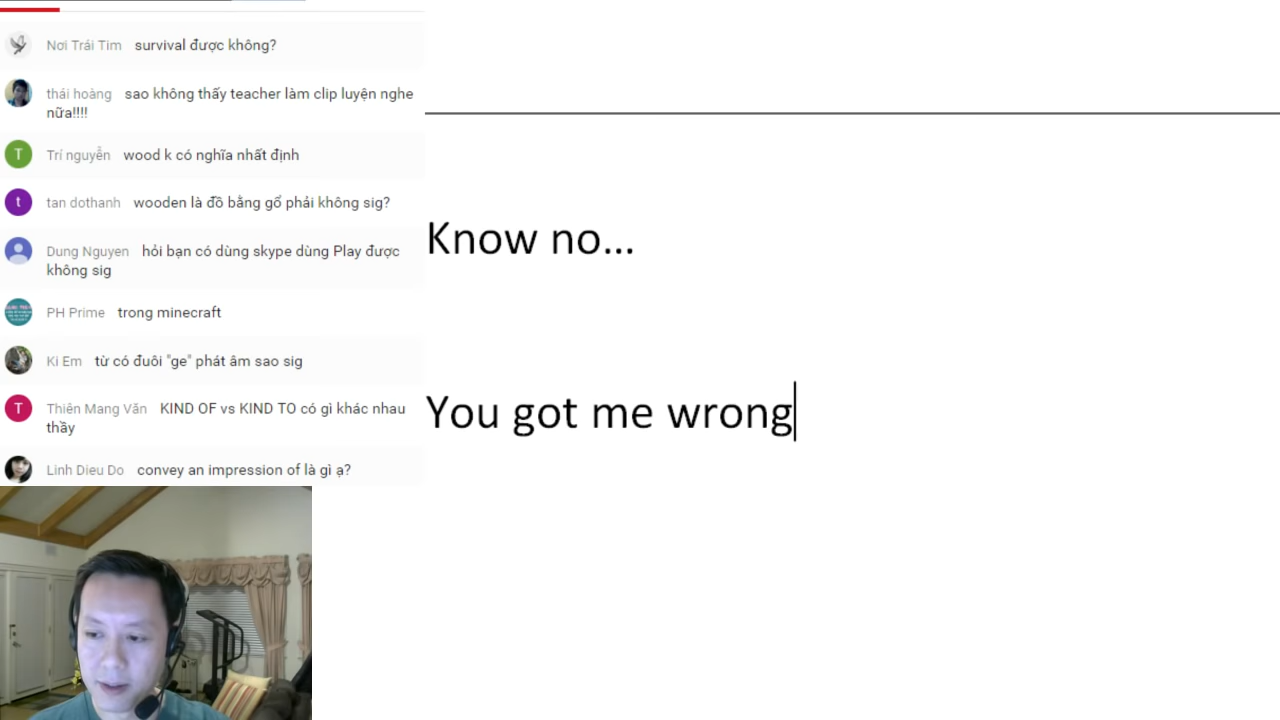 Nơi Trái Tim survival được không?
thái hoàng sao không thấy teacher làm clip luyện nghe
nữa!!!!
T Trí nguyễn wood k có nghĩa nhất định
t tan dothanh wooden là đồ bằng gổ phải không sig?
Dung Nguyen hỏi bạn có dùng skype dùng Play được
không sig
PH Prime trong minecraft
Ki Em từ có đuôi "ge" phát âm sao sig
T Thiên Mang Văn KIND OF vs KIND TO có gì khác nhau
thầy
Linh Dieu Do convey an impression of là gì ạ?
Know no...
You got me wrong